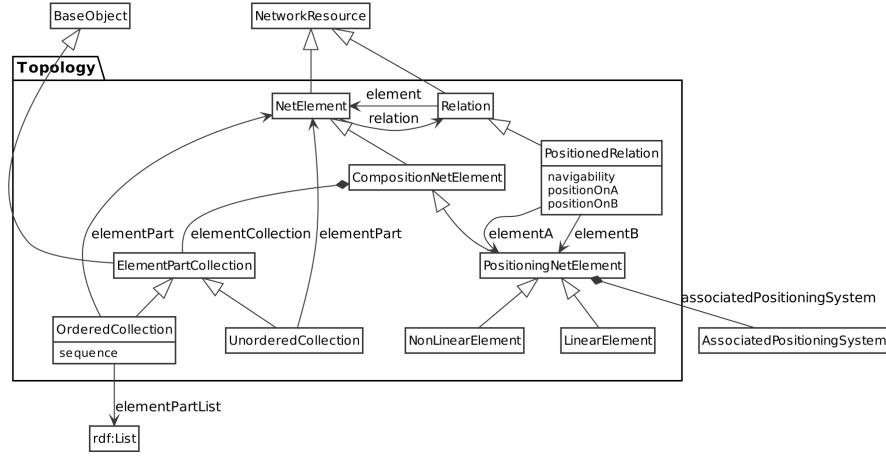 BaseObject
NetworkResource
Topology
NetElement
element
relation
Relation
PositionedRelation
navigability
positionOnA
positionOnB
CompositionNetElement
elementPart
elementCollection
elementPart
elementA
elementB
ElementPartCollection
PositioningNetElement
associatedPositioningSystem
OrderedCollection
sequence
UnorderedCollection
NonLinearElement
LinearElement
AssociatedPositioningSystem
elementPartList
rdf:List